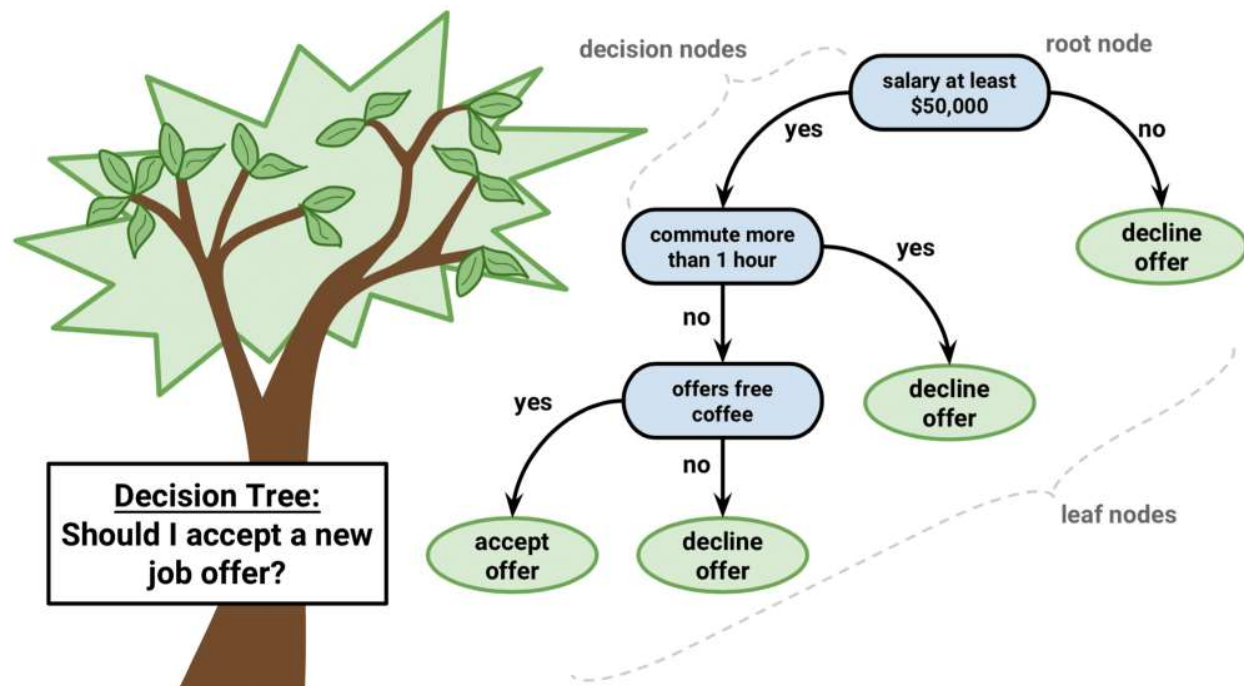 decision nodes
root node
salary at least
$50,000
yes
no
commute more
than 1 hour
yes
decline
offer
no
offers free
coffee
decline
offer
yes
no
leaf nodes
accept
offer
decline
offer
Decision Tree:
Should I accept a new
job offer?